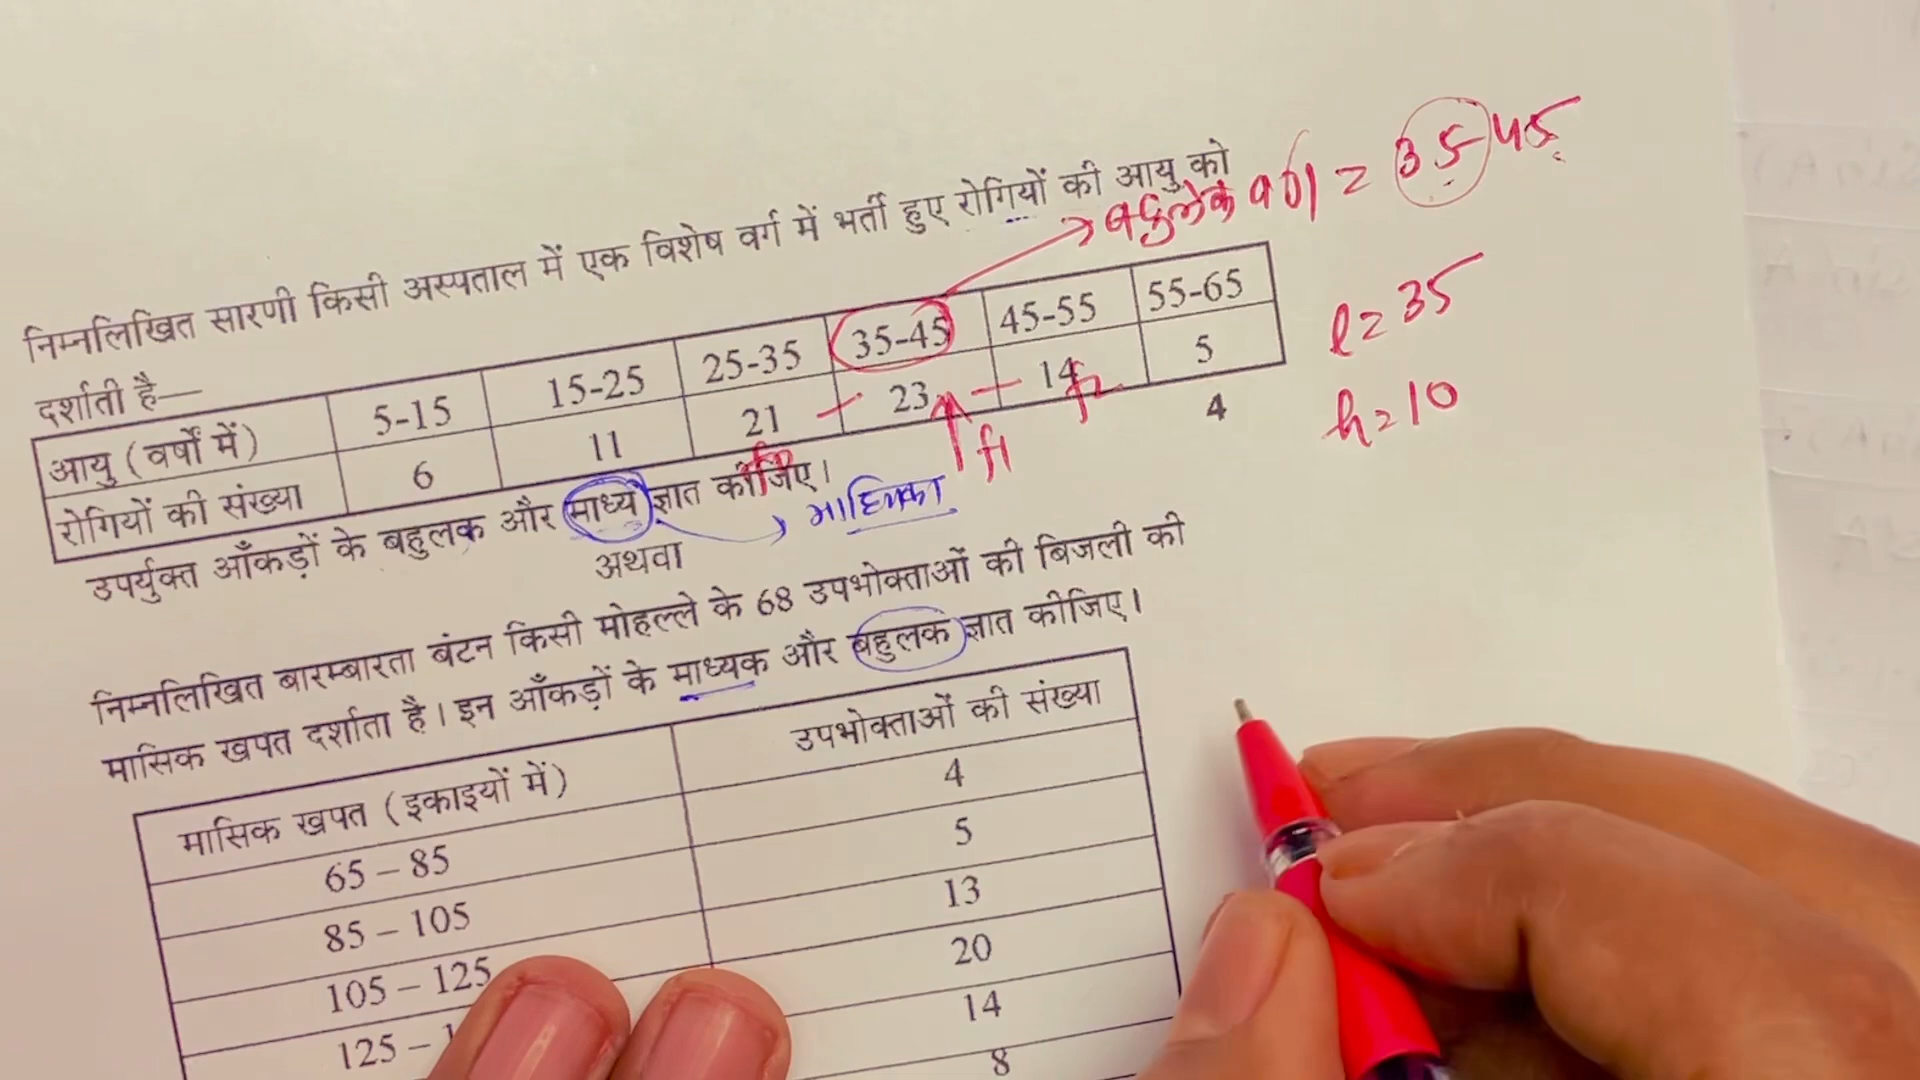 निम्नलिखित सारणी किसी अस्पताल में एक विशेष वर्ग में भर्ती हुए रोगियों की आयु को
दर्शाती है—
→ बहुलक वर्ग = 35-45
आयु (वर्षों में) 5-15 15-25 25-35 35-45 45-55 55-65
रोगियों की संख्या 6 11 21 23 14 5
f1 f2
l = 35
h = 10
4
उपर्युक्त आँकड़ों के बहुलक और माध्य ज्ञात कीजिए।
अथवा
निम्नलिखित बारम्बारता बंटन किसी मोहल्ले के 68 उपभोक्ताओं की बिजली की
मासिक खपत दर्शाता है। इन आँकड़ों के माध्यक और बहुलक ज्ञात कीजिए।
मासिक खपत (इकाइयों में) उपभोक्ताओं की संख्या
65 – 85 4
85 – 105 5
105 – 125 13
125 – 20
14
8